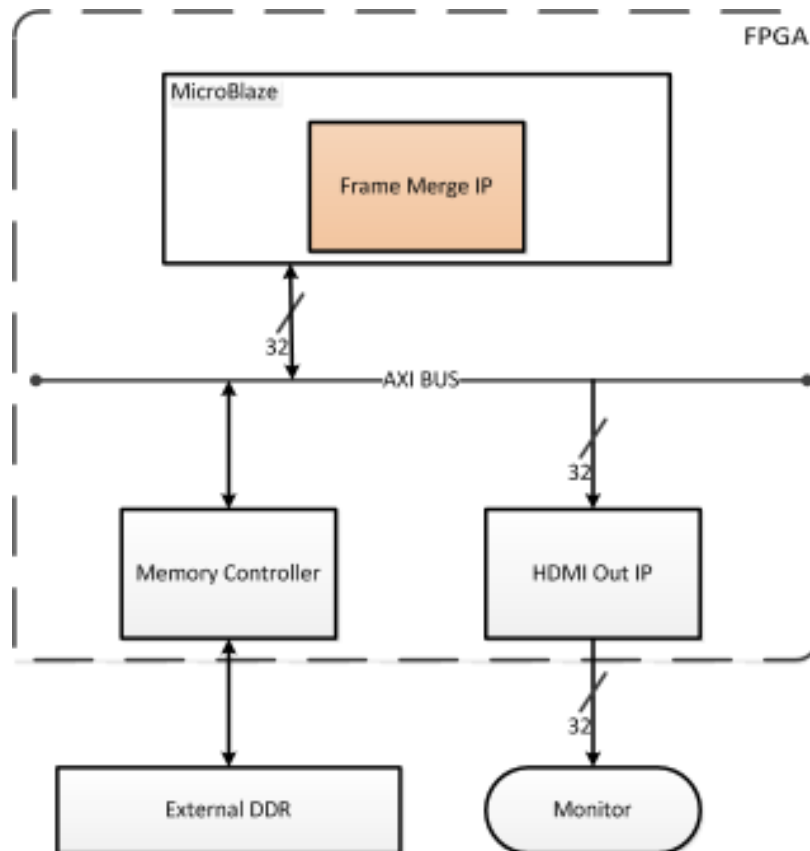 FPGA
MicroBlaze
Frame Merge IP
32
AXI BUS
32
Memory Controller
HDMI Out IP
32
External DDR
Monitor